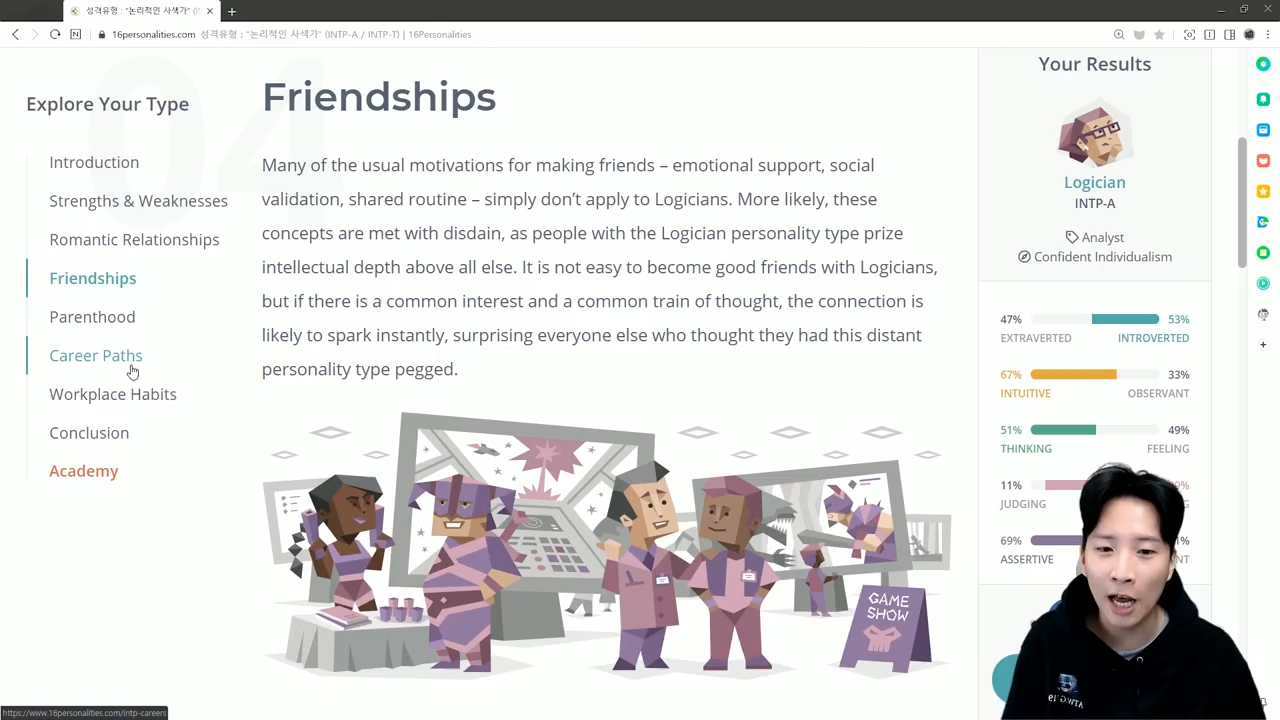 성격유형 : "논리적인 사색가" (I
16personalities.com 성격유형 : "논리적인 사색가" (INTP-A / INTP-T) | 16Personalities
04
Explore Your Type
Introduction
Strengths & Weaknesses
Romantic Relationships
Friendships
Parenthood
Career Paths
Workplace Habits
Conclusion
Academy
Friendships
Many of the usual motivations for making friends – emotional support, social
validation, shared routine – simply don't apply to Logicians. More likely, these
concepts are met with disdain, as people with the Logician personality type prize
intellectual depth above all else. It is not easy to become good friends with Logicians,
but if there is a common interest and a common train of thought, the connection is
likely to spark instantly, surprising everyone else who thought they had this distant
personality type pegged.
GAME
SHOW
Your Results
Logician
INTP-A
Analyst
Confident Individualism
47% 53%
EXTRAVERTED INTROVERTED
67% 33%
INTUITIVE OBSERVANT
51% 49%
THINKING FEELING
11%
JUDGING
69%
ASSERTIVE
ATWG '19
https://www.16personalities.com/intp-careers